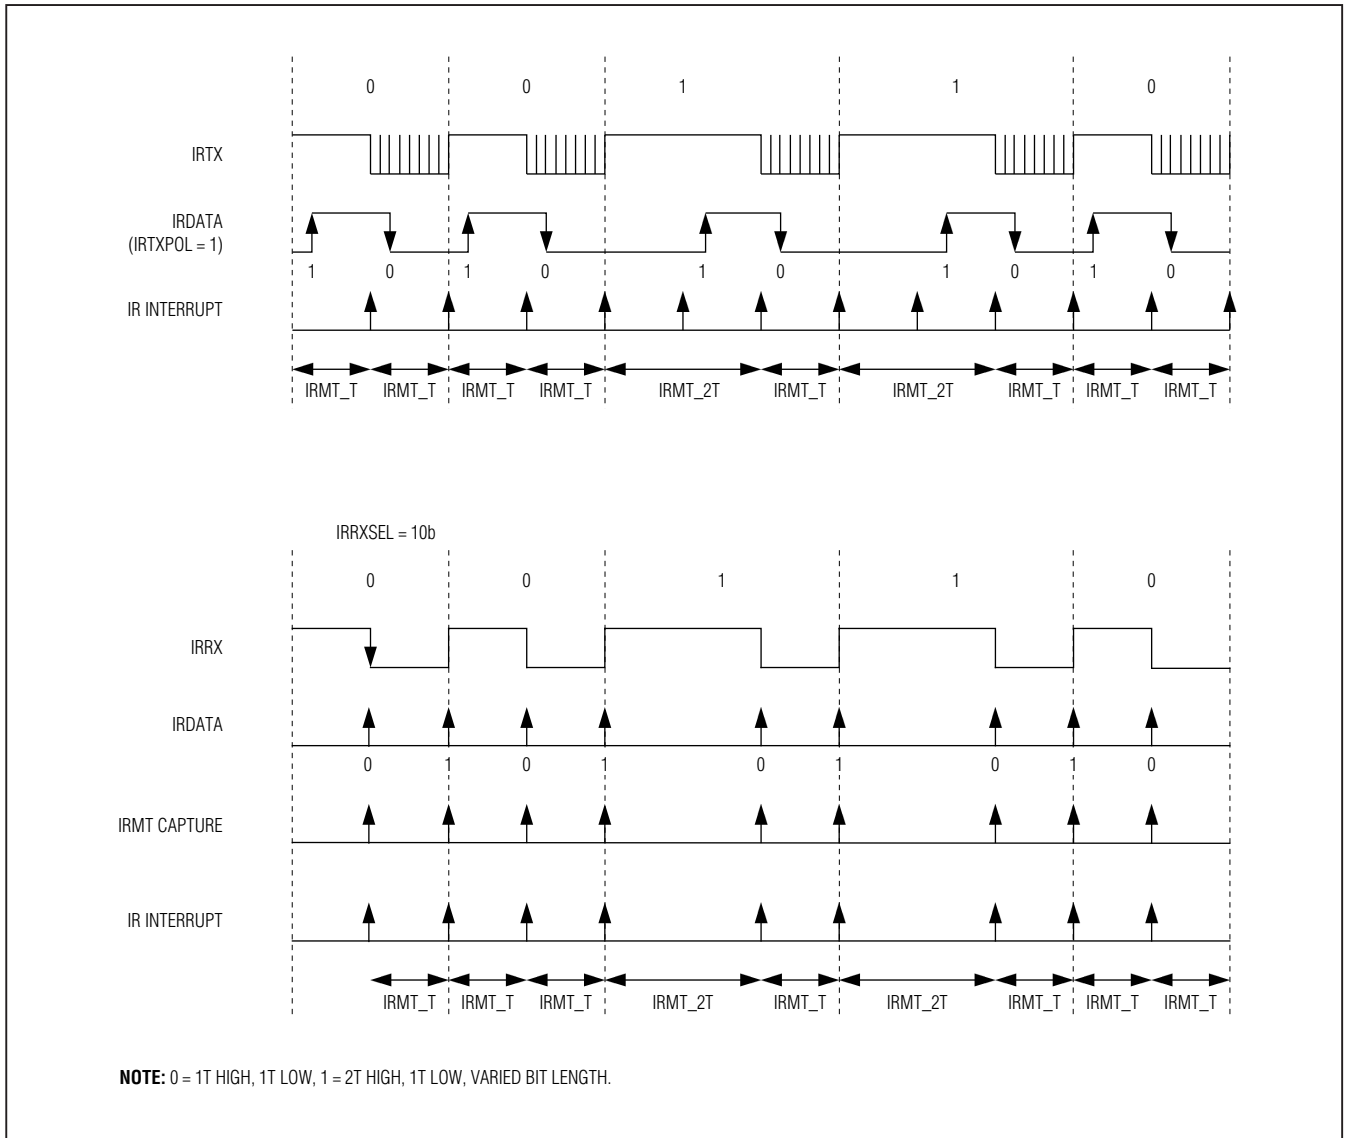 0 0 1 1 0
IRTX
IRDATA
(IRTXPOL = 1)
1 0 1 0 1 0 1 0 1 0
IR INTERRUPT
IRMT_T IRMT_T IRMT_T IRMT_T IRMT_2T IRMT_T IRMT_2T IRMT_T IRMT_T IRMT_T
IRRXSEL = 10b
0 0 1 1 0
IRRX
IRDATA
0 1 0 1 0 1 0 1 0
IRMT CAPTURE
IR INTERRUPT
IRMT_T IRMT_T IRMT_T IRMT_2T IRMT_T IRMT_2T IRMT_T IRMT_T IRMT_T
NOTE: 0 = 1T HIGH, 1T LOW, 1 = 2T HIGH, 1T LOW, VARIED BIT LENGTH.